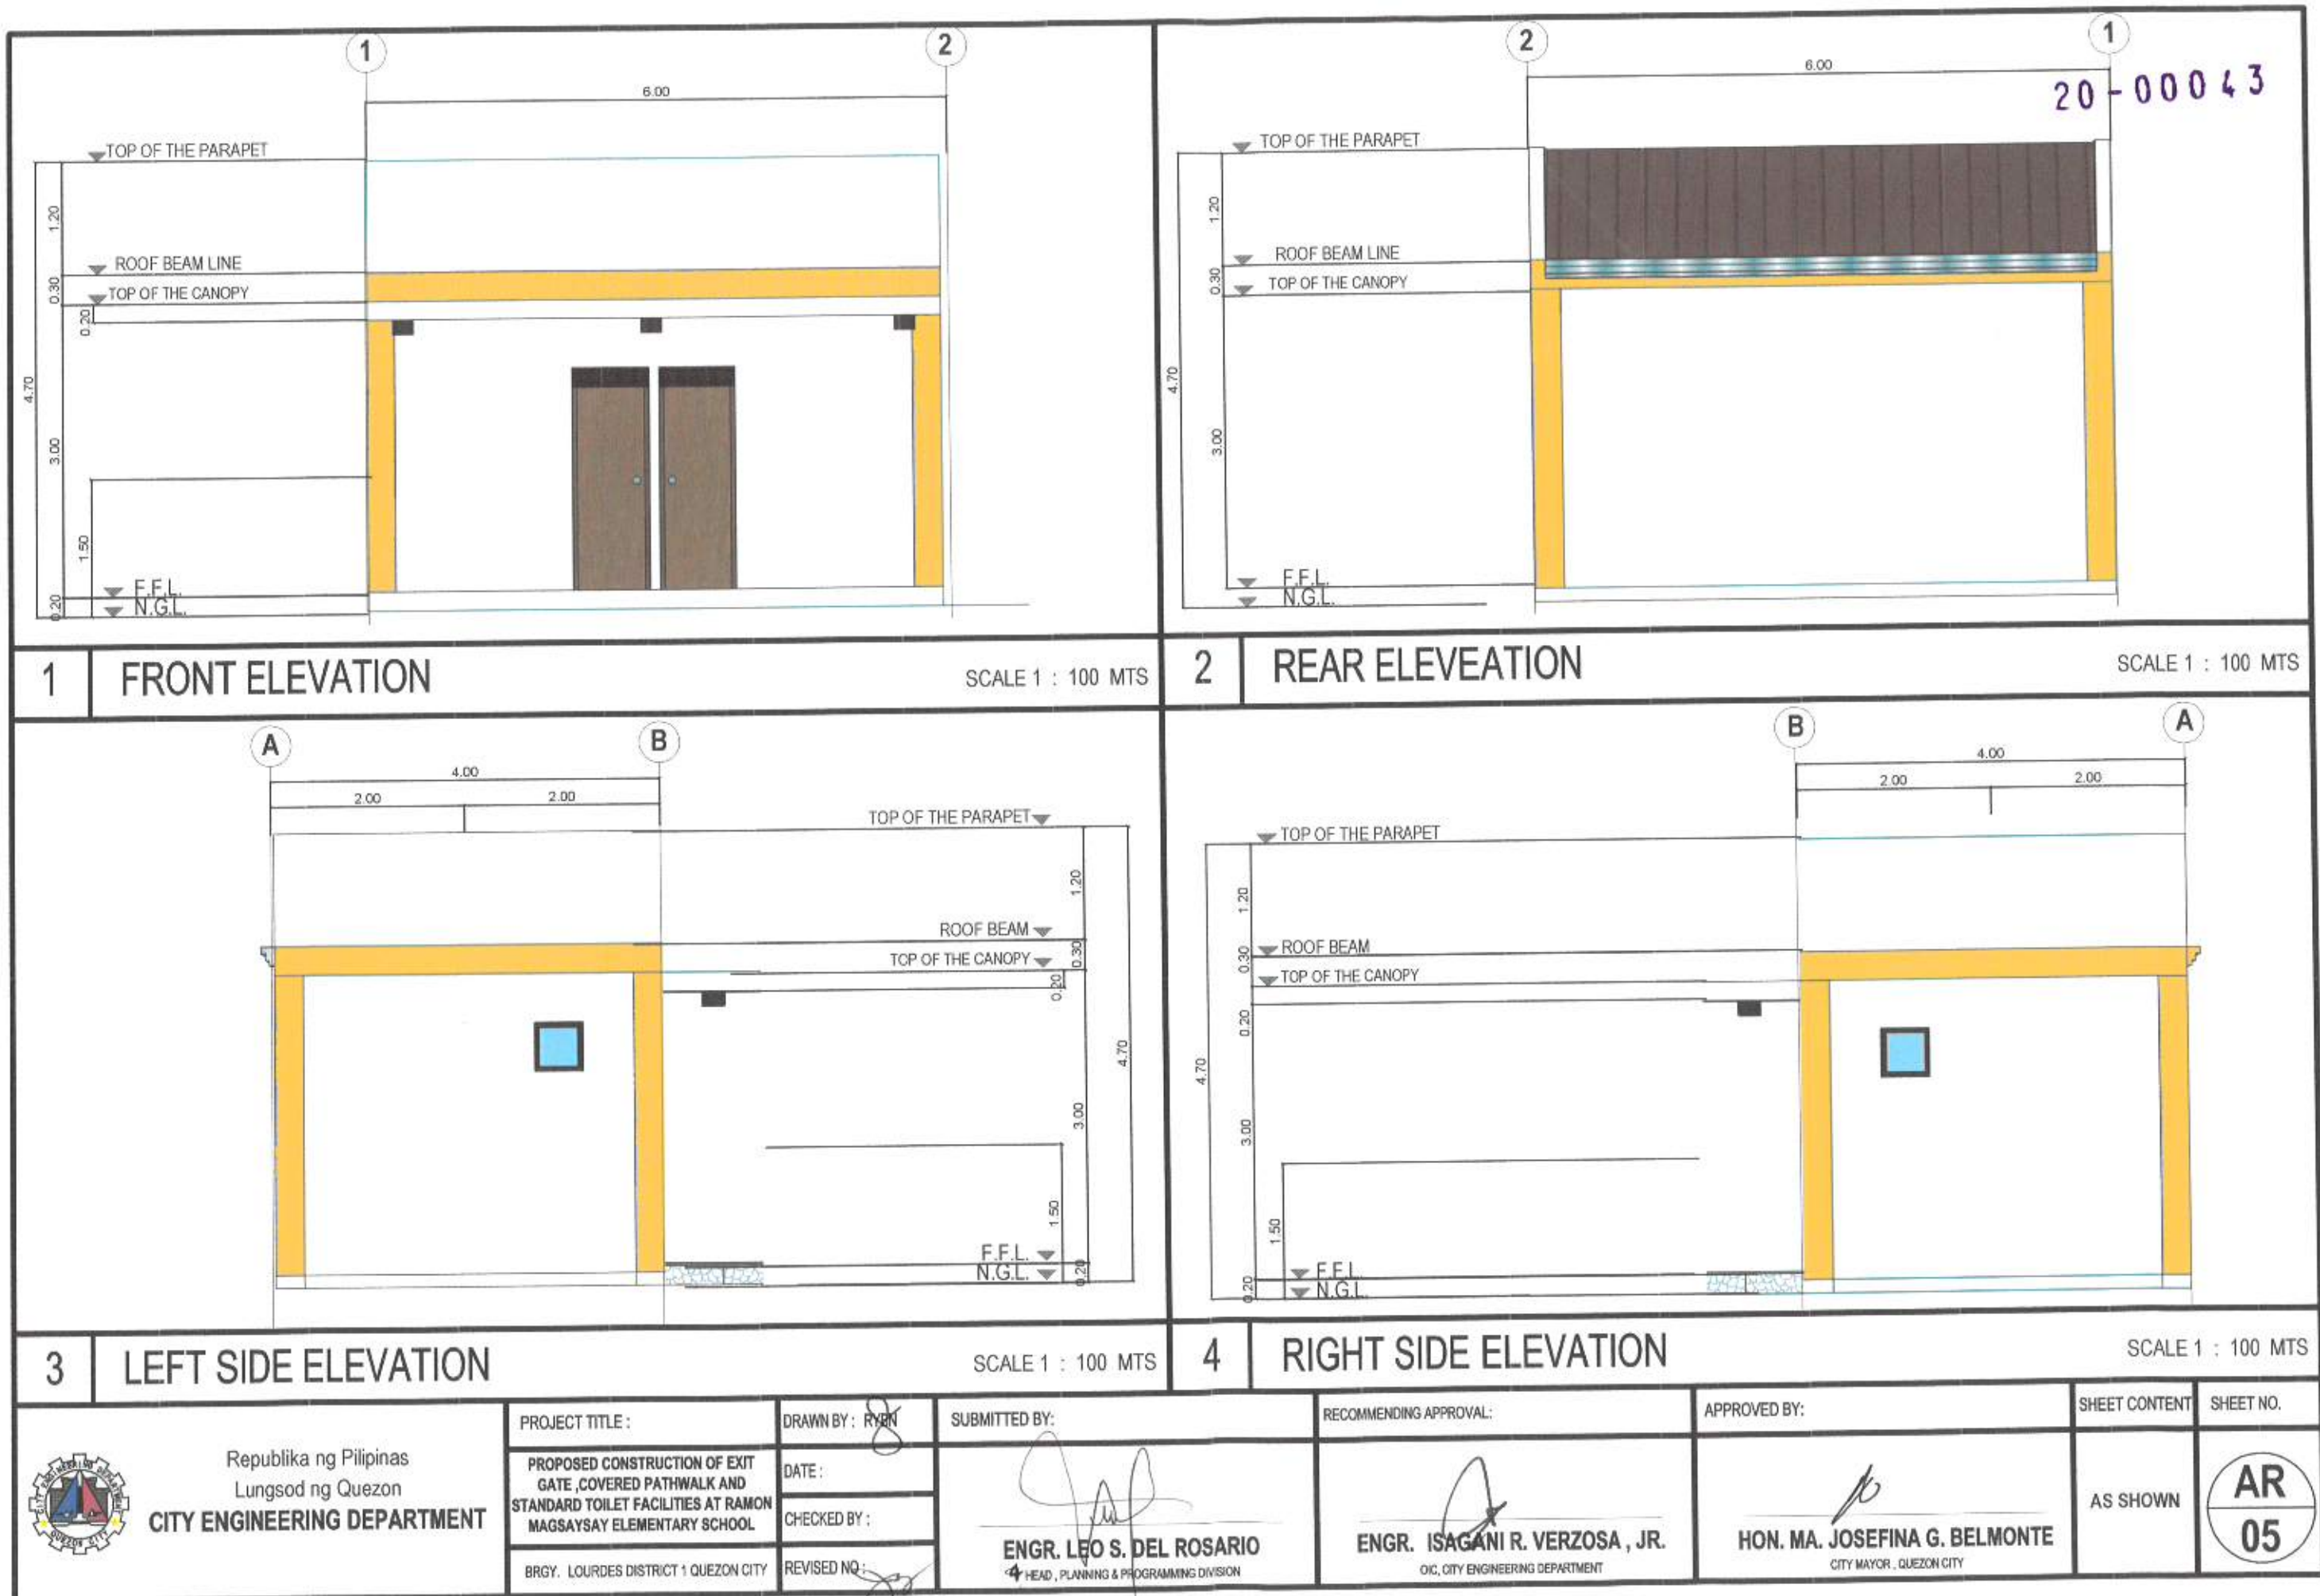 1
2
6.00
TOP OF THE PARAPET
1.20
ROOF BEAM LINE
0.30
TOP OF THE CANOPY
0.20
4.70
3.00
1.50
F.F.L.
N.G.L.
0.20
1 FRONT ELEVATION SCALE 1 : 100 MTS
2
1
6.00
20-00043
TOP OF THE PARAPET
1.20
ROOF BEAM LINE
0.30
TOP OF THE CANOPY
4.70
3.00
F.F.L.
N.G.L.
2 REAR ELEVEATION SCALE 1 : 100 MTS
A
B
4.00
2.00 2.00
TOP OF THE PARAPET
1.20
ROOF BEAM
0.30
TOP OF THE CANOPY
0.20
4.70
3.00
1.50
F.F.L.
N.G.L.
0.20
3 LEFT SIDE ELEVATION SCALE 1 : 100 MTS
B
A
4.00
2.00 2.00
TOP OF THE PARAPET
1.20
ROOF BEAM
0.30
TOP OF THE CANOPY
0.20
4.70
3.00
1.50
F.F.L.
N.G.L.
0.20
4 RIGHT SIDE ELEVATION SCALE 1 : 100 MTS
CITY ENGINEERING DEPARTMENT
QUEZON CITY
Republika ng Pilipinas
Lungsod ng Quezon
CITY ENGINEERING DEPARTMENT
PROJECT TITLE :
PROPOSED CONSTRUCTION OF EXIT
GATE ,COVERED PATHWALK AND
STANDARD TOILET FACILITIES AT RAMON
MAGSAYSAY ELEMENTARY SCHOOL
BRGY. LOURDES DISTRICT 1 QUEZON CITY
DRAWN BY :
DATE :
CHECKED BY :
REVISED NO :
SUBMITTED BY:
ENGR. LEO S. DEL ROSARIO
HEAD , PLANNING & PROGRAMMING DIVISION
RECOMMENDING APPROVAL:
ENGR. ISAGANI R. VERZOSA , JR.
OIC, CITY ENGINEERING DEPARTMENT
APPROVED BY:
HON. MA. JOSEFINA G. BELMONTE
CITY MAYOR , QUEZON CITY
SHEET CONTENT
AS SHOWN
SHEET NO.
AR
05